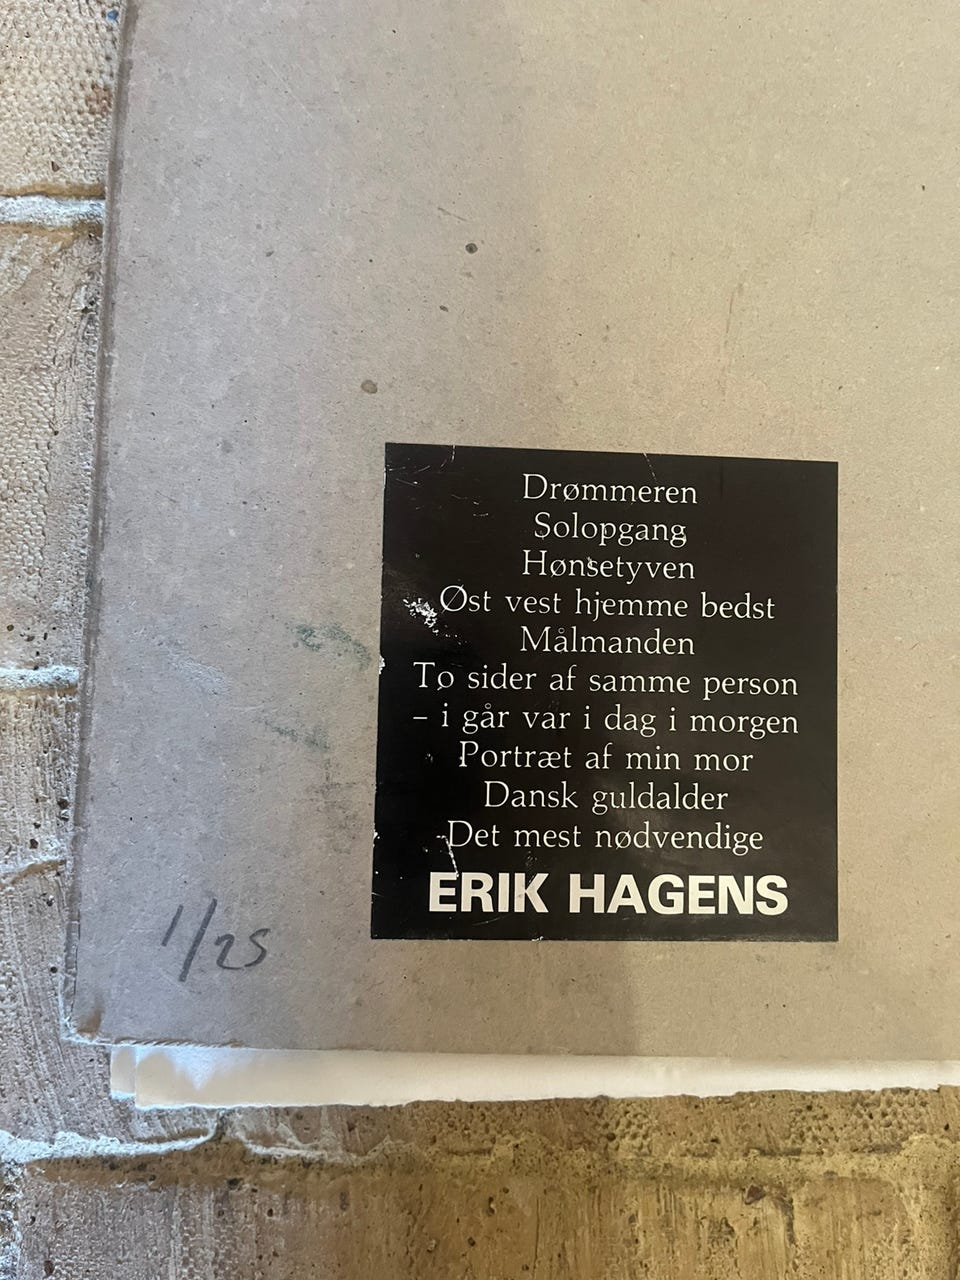 Drømmeren
Solopgang
Hønsetyven
Øst vest hjemme bedst
Målmanden
To sider af samme person
– i går var i dag i morgen
Portræt af min mor
Dansk guldalder
Det mest nødvendige
ERIK HAGENS
1/25